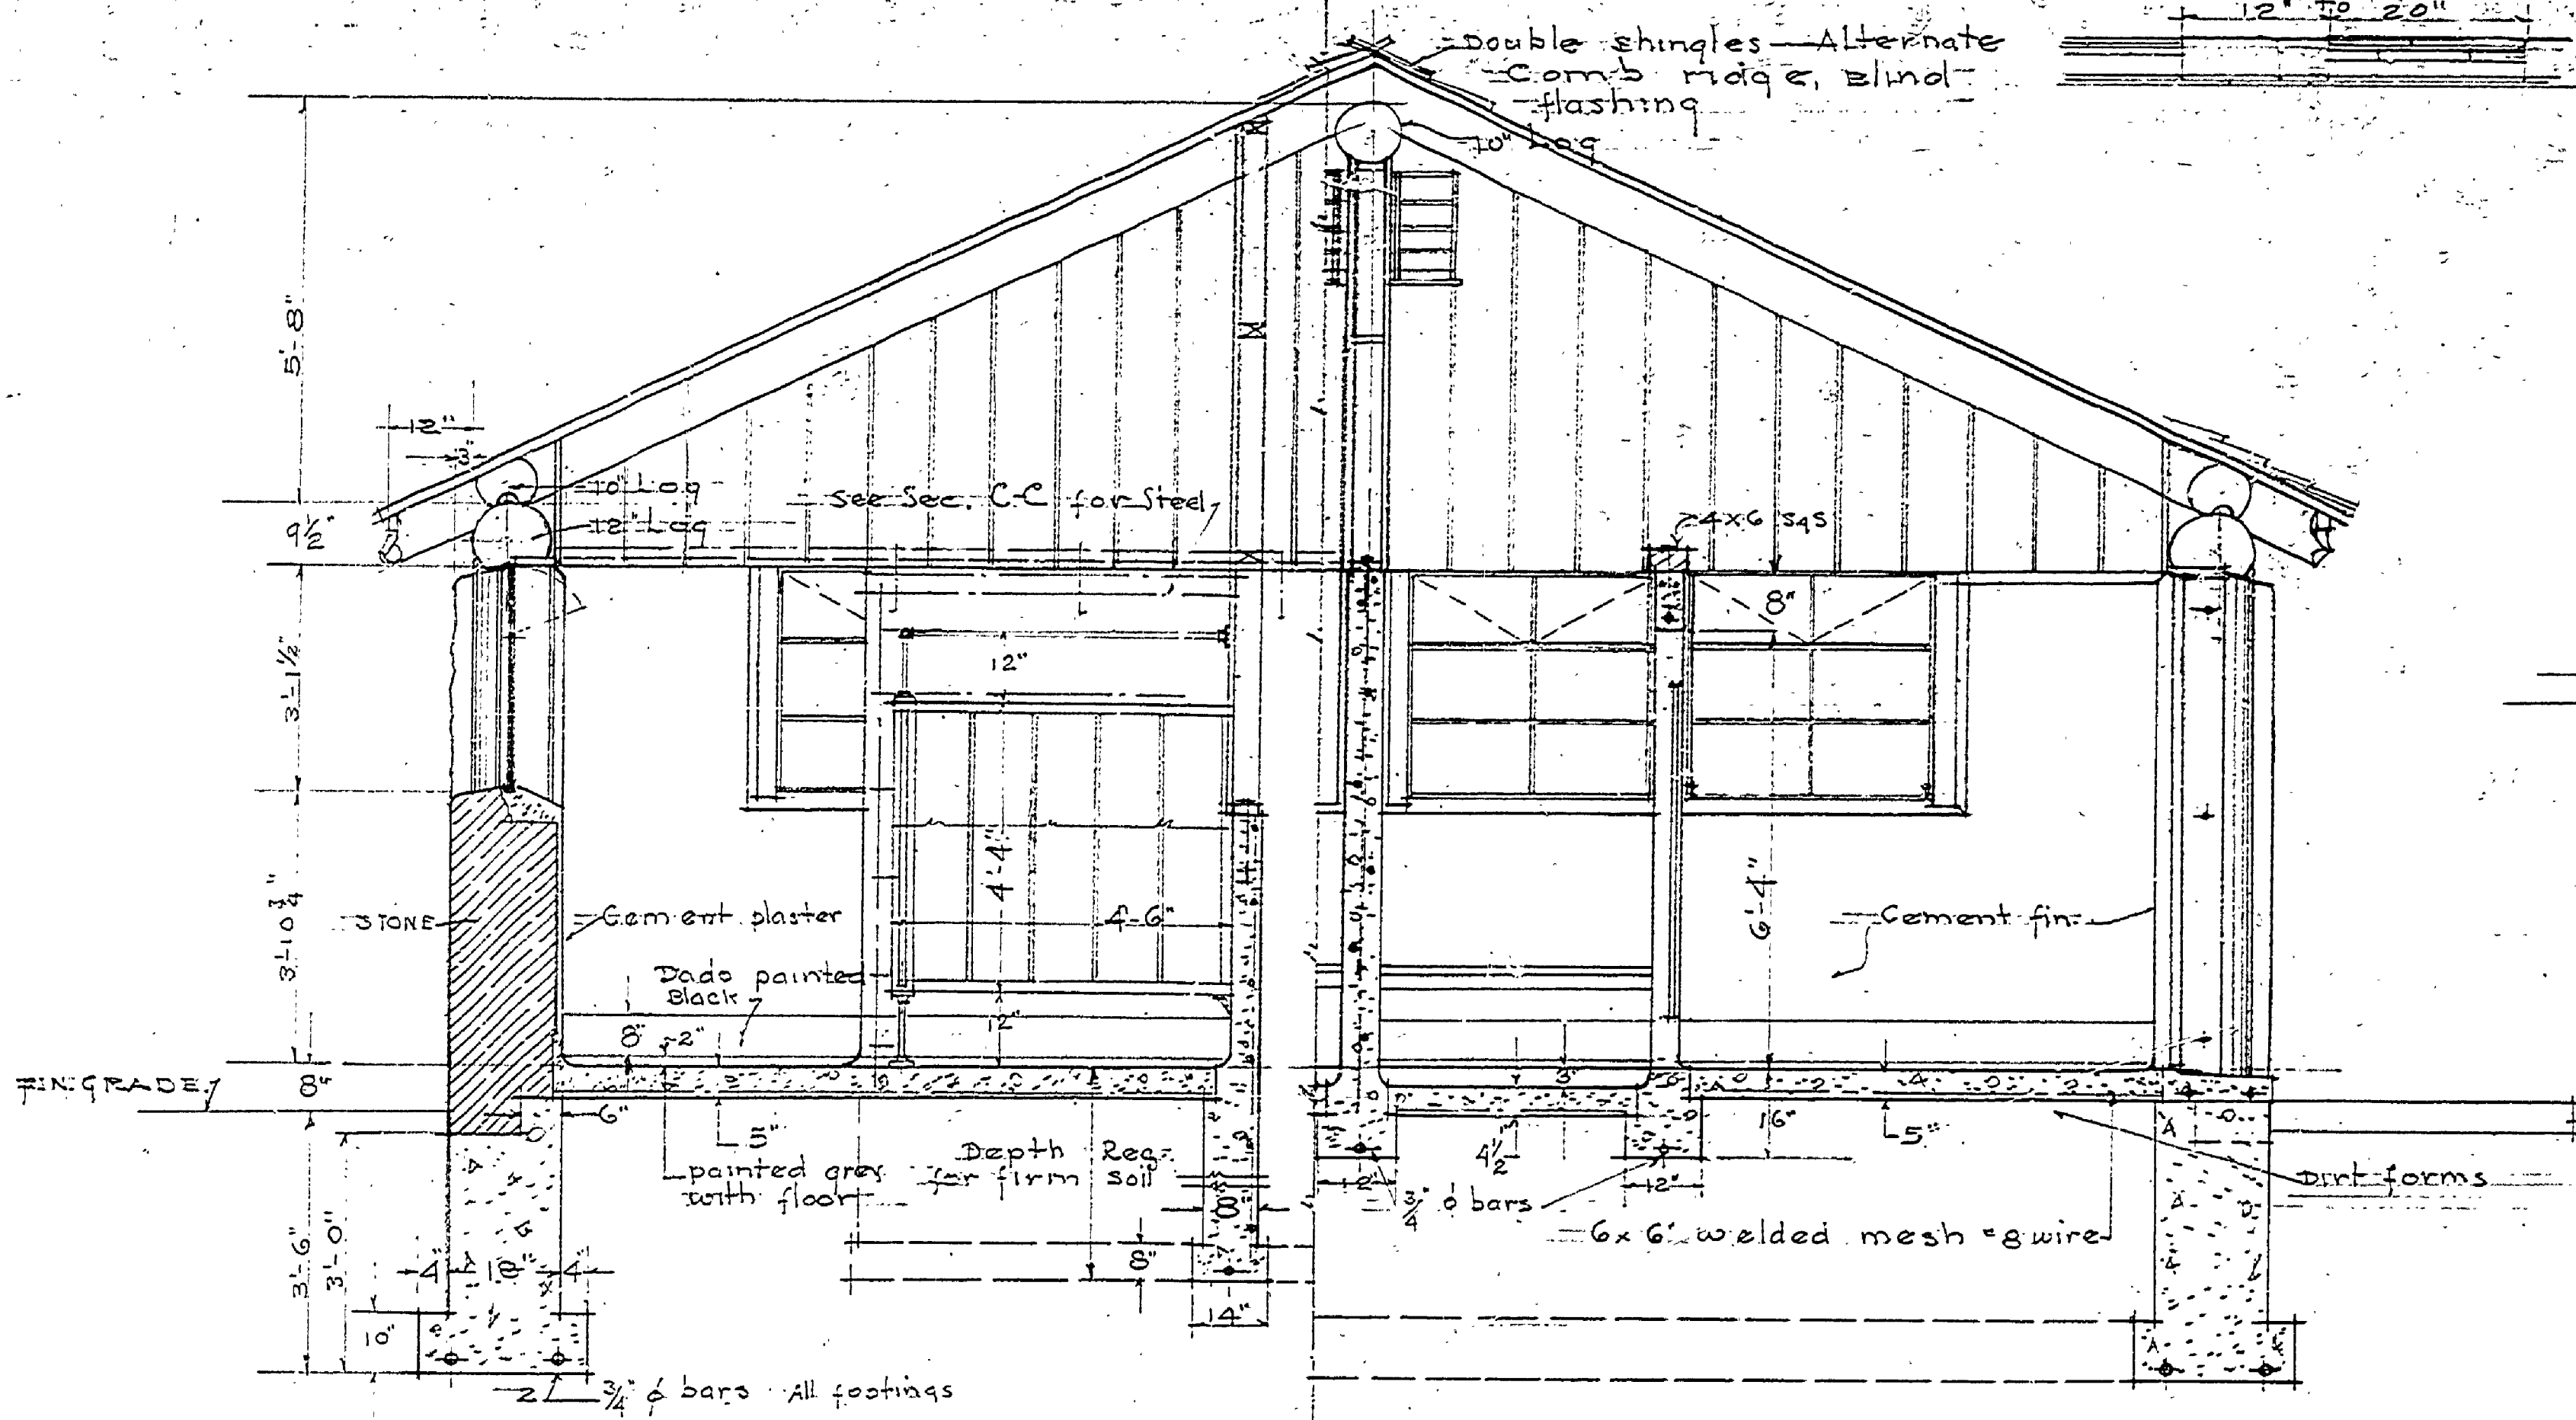 12" TO 20"
Double shingles — Alternate
Comb ridge, Blind
flashing
10" Log
5'-8"
12"
3"
10" Log
12" Log
See Sec. C-C for Steel
4x6 S4S
9½"
8"
3'-1½"
12"
4'-4"
4'-6"
6'-4"
3'-10¾"
STONE
Cement plaster
Cement fin.
Dado painted
Black
8"
2"
12"
FIN. GRADE
8"
6"
5"
3"
16"
5"
painted grey
with floor
Depth Req.
for firm Soil
4½"
12"
12"
¾" ϕ bars
Dirt forms
6x6" welded mesh #8 wire
8"
8"
14"
3'-6"
3'-0"
4" 18" 4"
10"
2 ¾" ϕ bars All footings